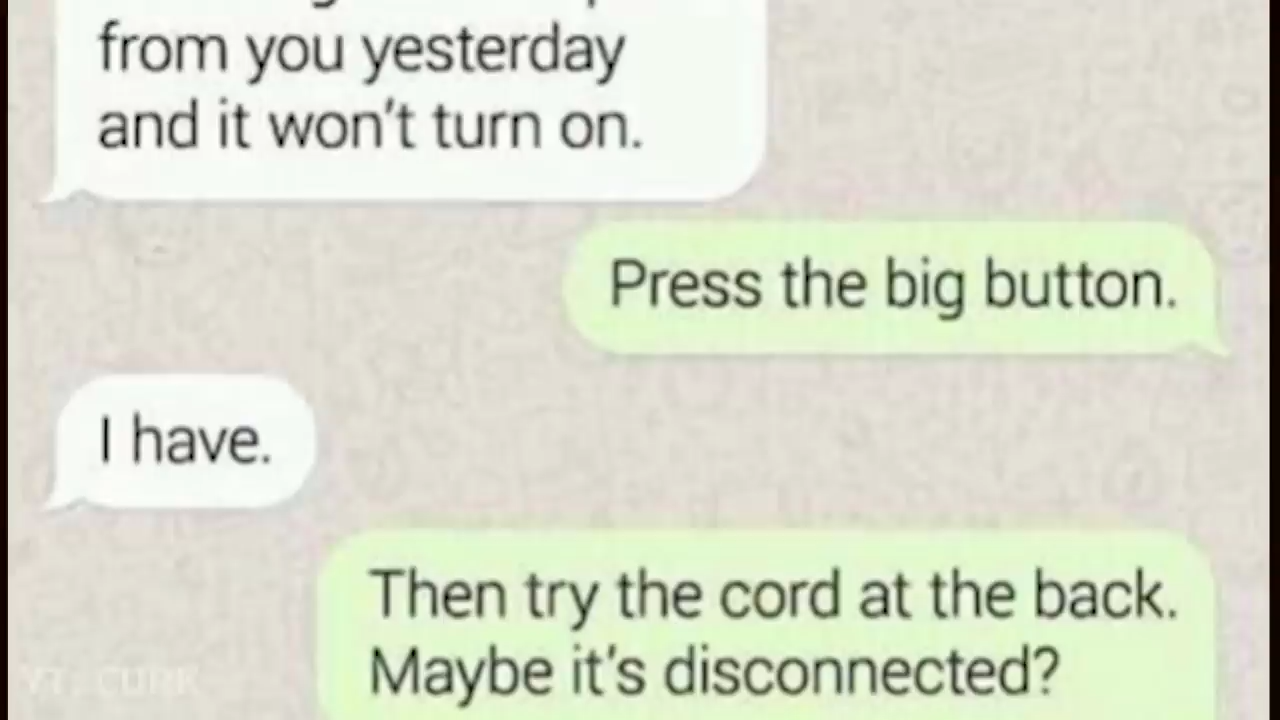 from you yesterday
and it won't turn on.
Press the big button.
I have.
Then try the cord at the back.
Maybe it's disconnected?